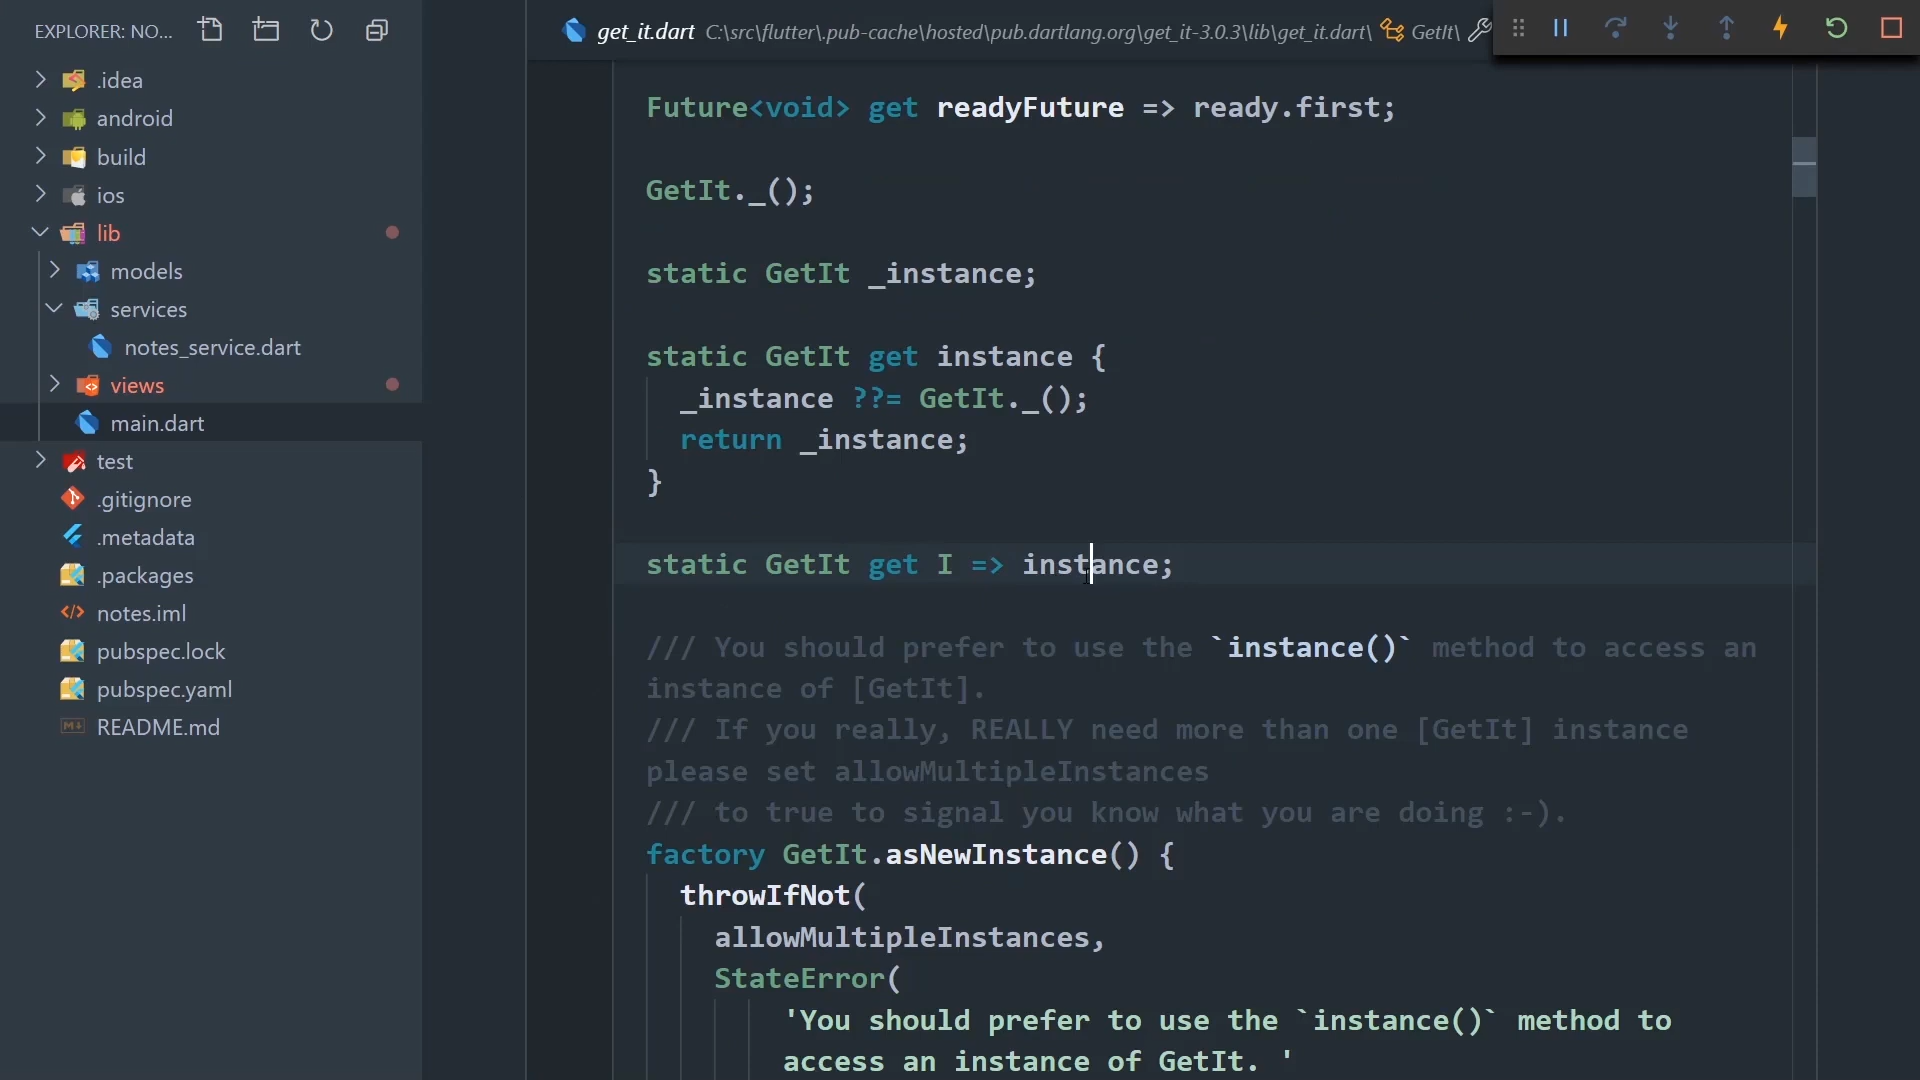 EXPLORER: NO...
.idea
android
build
ios
lib
models
services
notes_service.dart
views
main.dart
test
.gitignore
.metadata
.packages
notes.iml
pubspec.lock
pubspec.yaml
README.md
get_it.dart C:\src\flutter\.pub-cache\hosted\pub.dartlang.org\get_it-3.0.3\lib\get_it.dart\ GetIt\
Future<void> get readyFuture => ready.first;
GetIt._();
static GetIt _instance;
static GetIt get instance {
_instance ??= GetIt._();
return _instance;
}
static GetIt get I => instance;
/// You should prefer to use the `instance()` method to access an
instance of [GetIt].
/// If you really, REALLY need more than one [GetIt] instance
please set allowMultipleInstances
/// to true to signal you know what you are doing :-).
factory GetIt.asNewInstance() {
throwIfNot(
allowMultipleInstances,
StateError(
'You should prefer to use the `instance()` method to
access an instance of GetIt. '